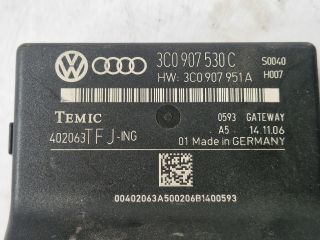 3C0 907 530 C S0040
HW: 3C0 907 951 A H007
TEMIC 0593 GATEWAY
402063TFJ-ING A5 14.11.06
01 Made in GERMANY
00402063A500206B1400593